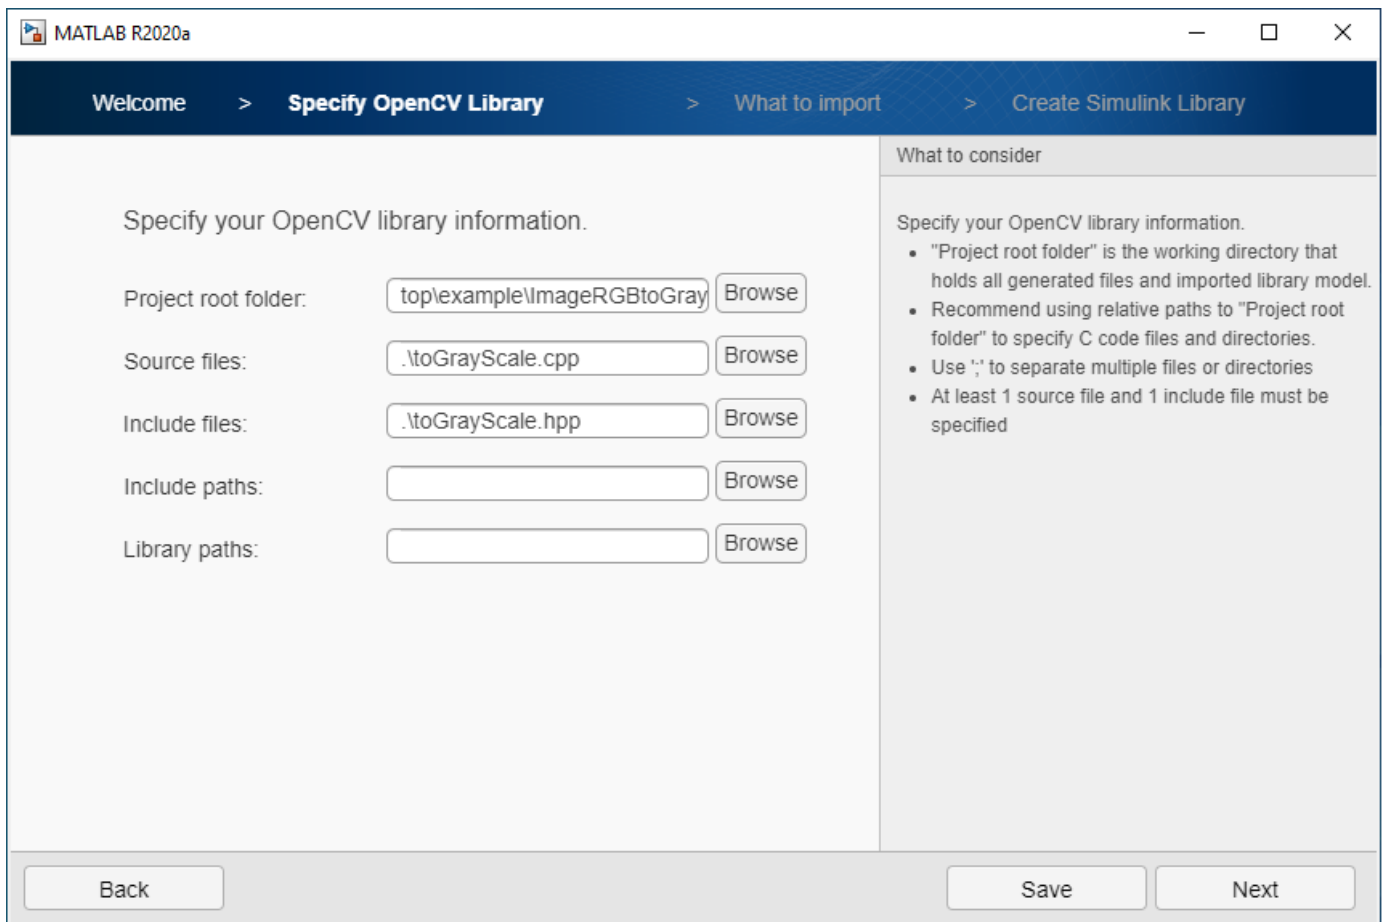 MATLAB R2020a
Welcome > Specify OpenCV Library > What to import > Create Simulink Library
What to consider
Specify your OpenCV library information.
Project root folder: top\example\ImageRGBtoGray Browse
Source files: .\toGrayScale.cpp Browse
Include files: .\toGrayScale.hpp Browse
Include paths: Browse
Library paths: Browse
Specify your OpenCV library information.
• "Project root folder" is the working directory that
holds all generated files and imported library model.
• Recommend using relative paths to "Project root
folder" to specify C code files and directories.
• Use ';' to separate multiple files or directories
• At least 1 source file and 1 include file must be
specified
Back Save Next